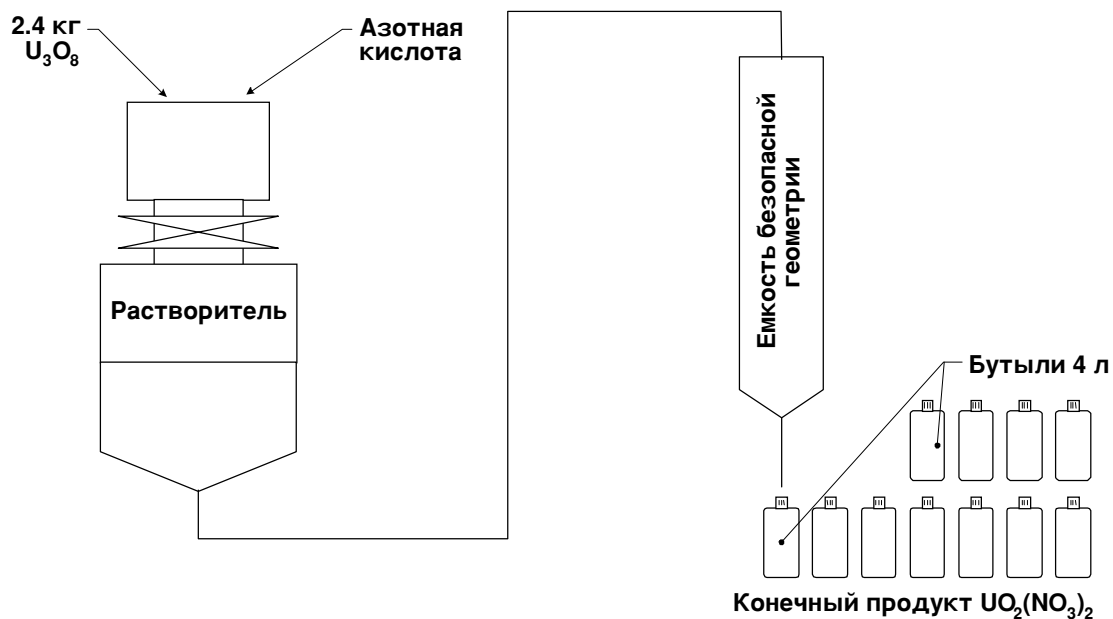 2.4 кг
U₃O₈
Азотная
кислота
Растворитель
Емкость безопасной
геометрии
Бутыли 4 л
Конечный продукт UO₂(NO₃)₂